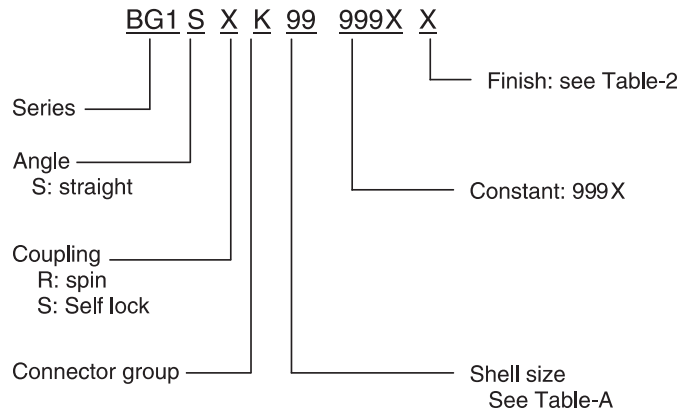 BG1 S X K 99 999X X
Finish: see Table-2
Series
Angle
S: straight
Constant: 999X
Coupling
R: spin
S: Self lock
Connector group
Shell size
See Table-A